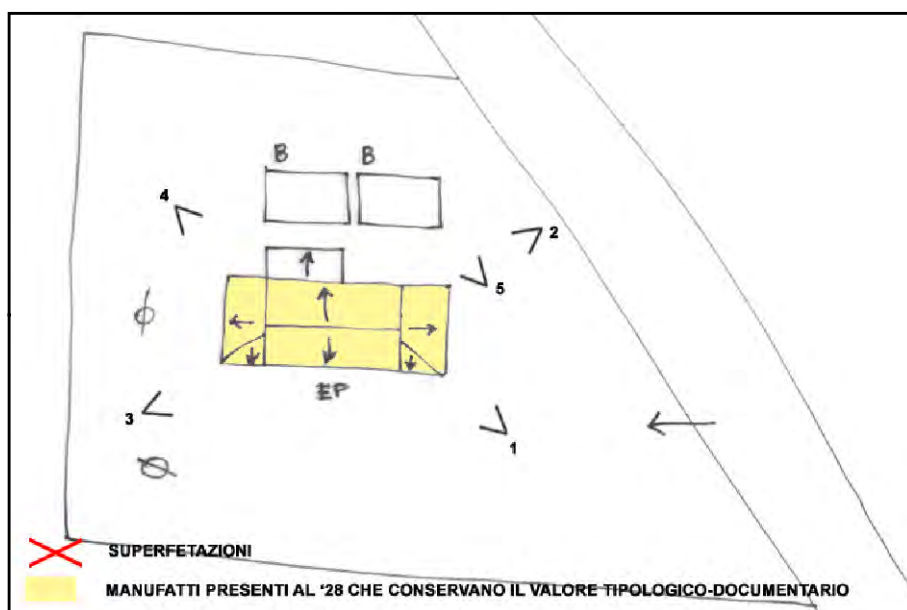 B B
4
2
5
EP
3
1
SUPERFETAZIONI
MANUFATTI PRESENTI AL '28 CHE CONSERVANO IL VALORE TIPOLOGICO-DOCUMENTARIO